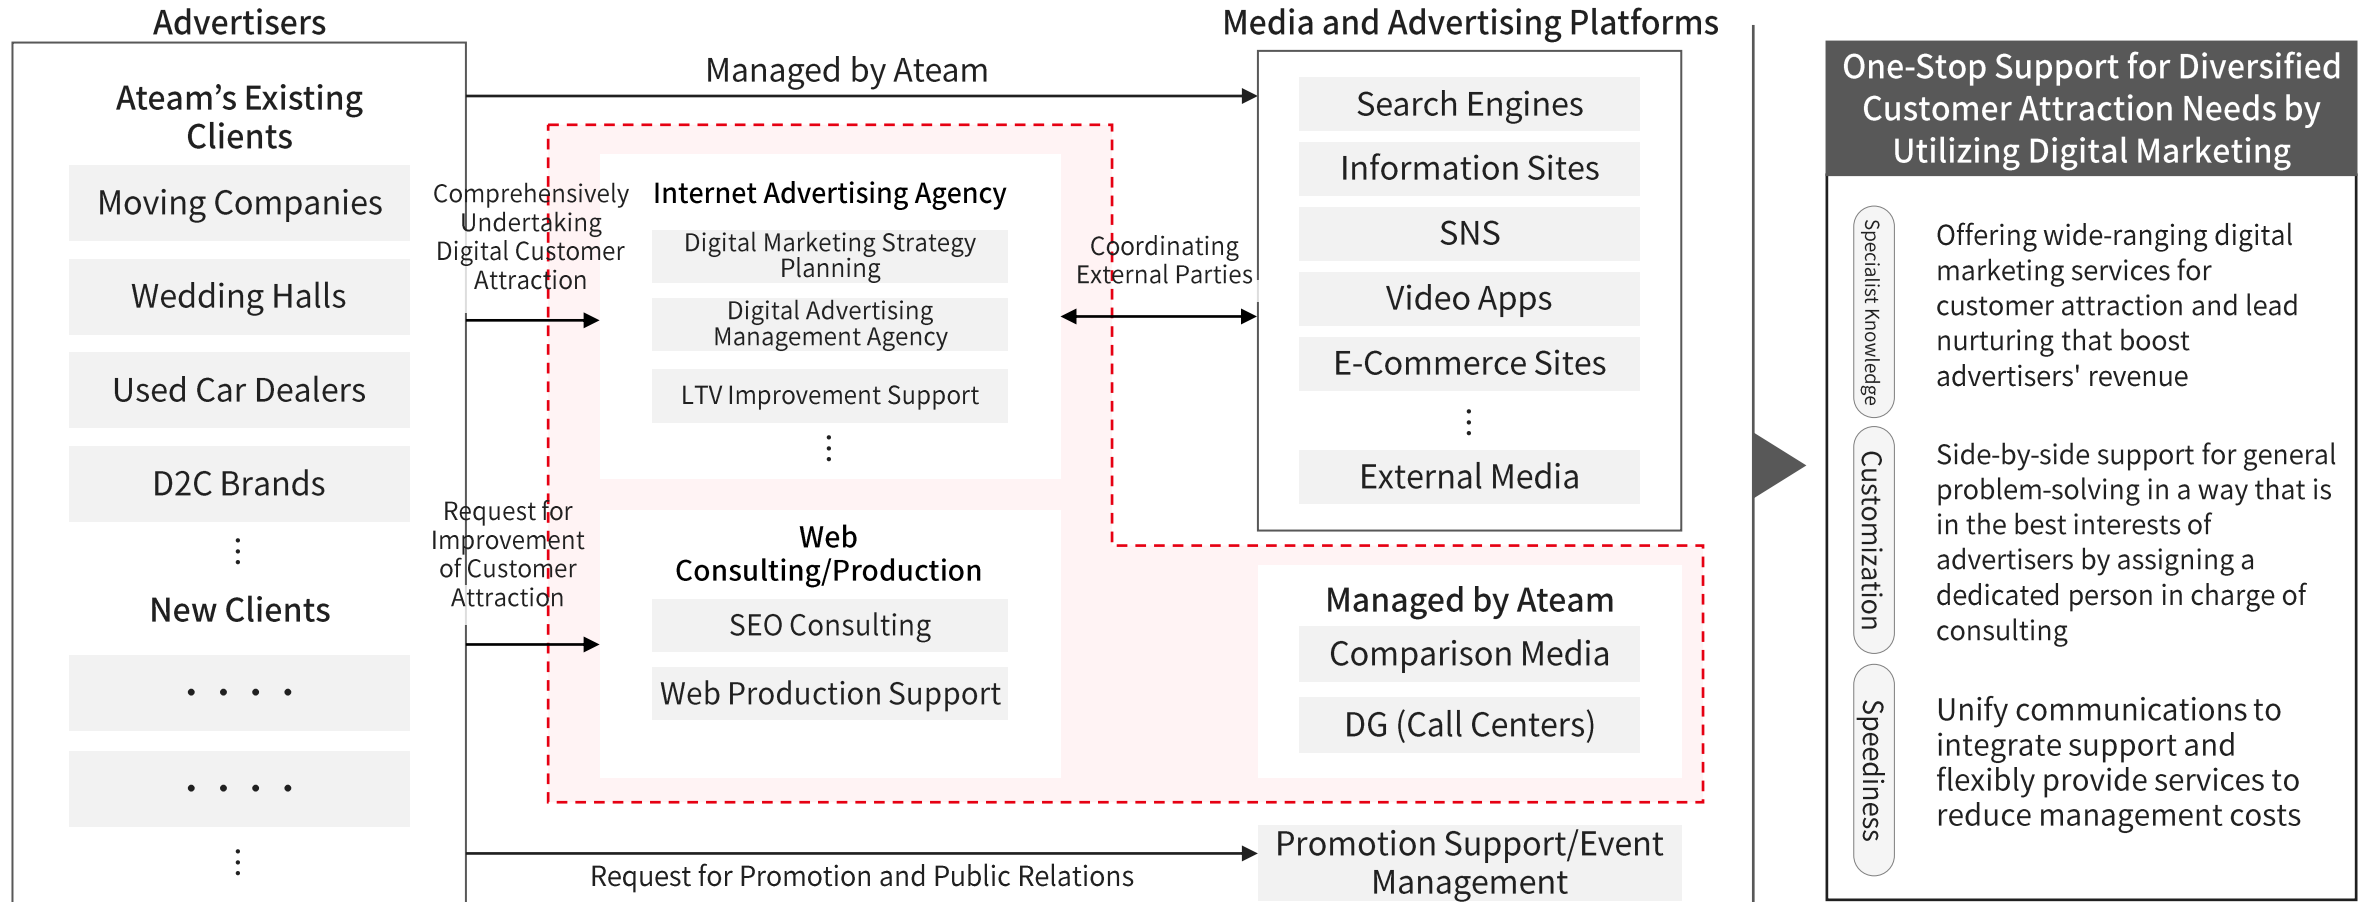 Advertisers
Ateam’s Existing
Clients
Moving Companies
Wedding Halls
Used Car Dealers
D2C Brands
⋮
New Clients
・・・・
・・・・
⋮
Managed by Ateam
Comprehensively
Undertaking
Digital Customer
Attraction
Request for
Improvement
of Customer
Attraction
Request for Promotion and Public Relations
Internet Advertising Agency
Digital Marketing Strategy
Planning
Digital Advertising
Management Agency
LTV Improvement Support
⋮
Web
Consulting/Production
SEO Consulting
Web Production Support
Coordinating
External Parties
Media and Advertising Platforms
Search Engines
Information Sites
SNS
Video Apps
E-Commerce Sites
⋮
External Media
Managed by Ateam
Comparison Media
DG (Call Centers)
Promotion Support/Event
Management
One-Stop Support for Diversified
Customer Attraction Needs by
Utilizing Digital Marketing
Specialist Knowledge
Offering wide-ranging digital
marketing services for
customer attraction and lead
nurturing that boost
advertisers' revenue
Customization
Side-by-side support for general
problem-solving in a way that is
in the best interests of
advertisers by assigning a
dedicated person in charge of
consulting
Speediness
Unify communications to
integrate support and
flexibly provide services to
reduce management costs